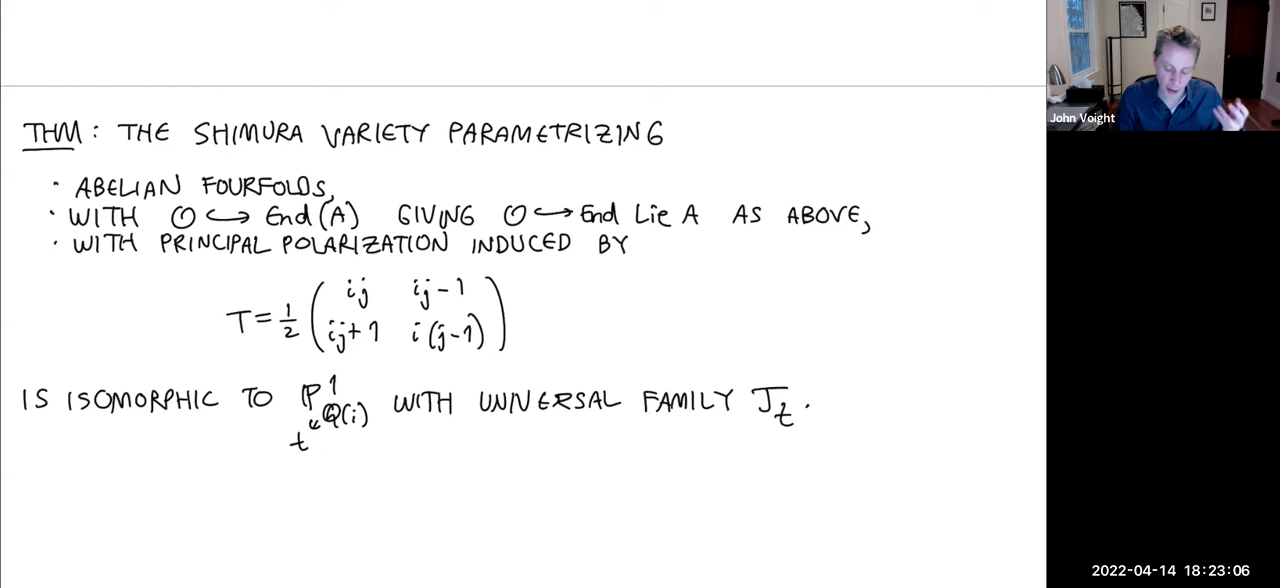 THM: THE SHIMURA VARIETY PARAMETRIZING
· ABELIAN FOURFOLDS,
· WITH O ↪ End(A) GIVING O ↪ End Lie A AS ABOVE,
· WITH PRINCIPAL POLARIZATION INDUCED BY
T = 1/2 ( ij ij-1
ij+1 i(j-1) )
IS ISOMORPHIC TO ℙ¹_Q(i) WITH UNIVERSAL FAMILY J_t.
t
John Voight
2022-04-14 18:23:06